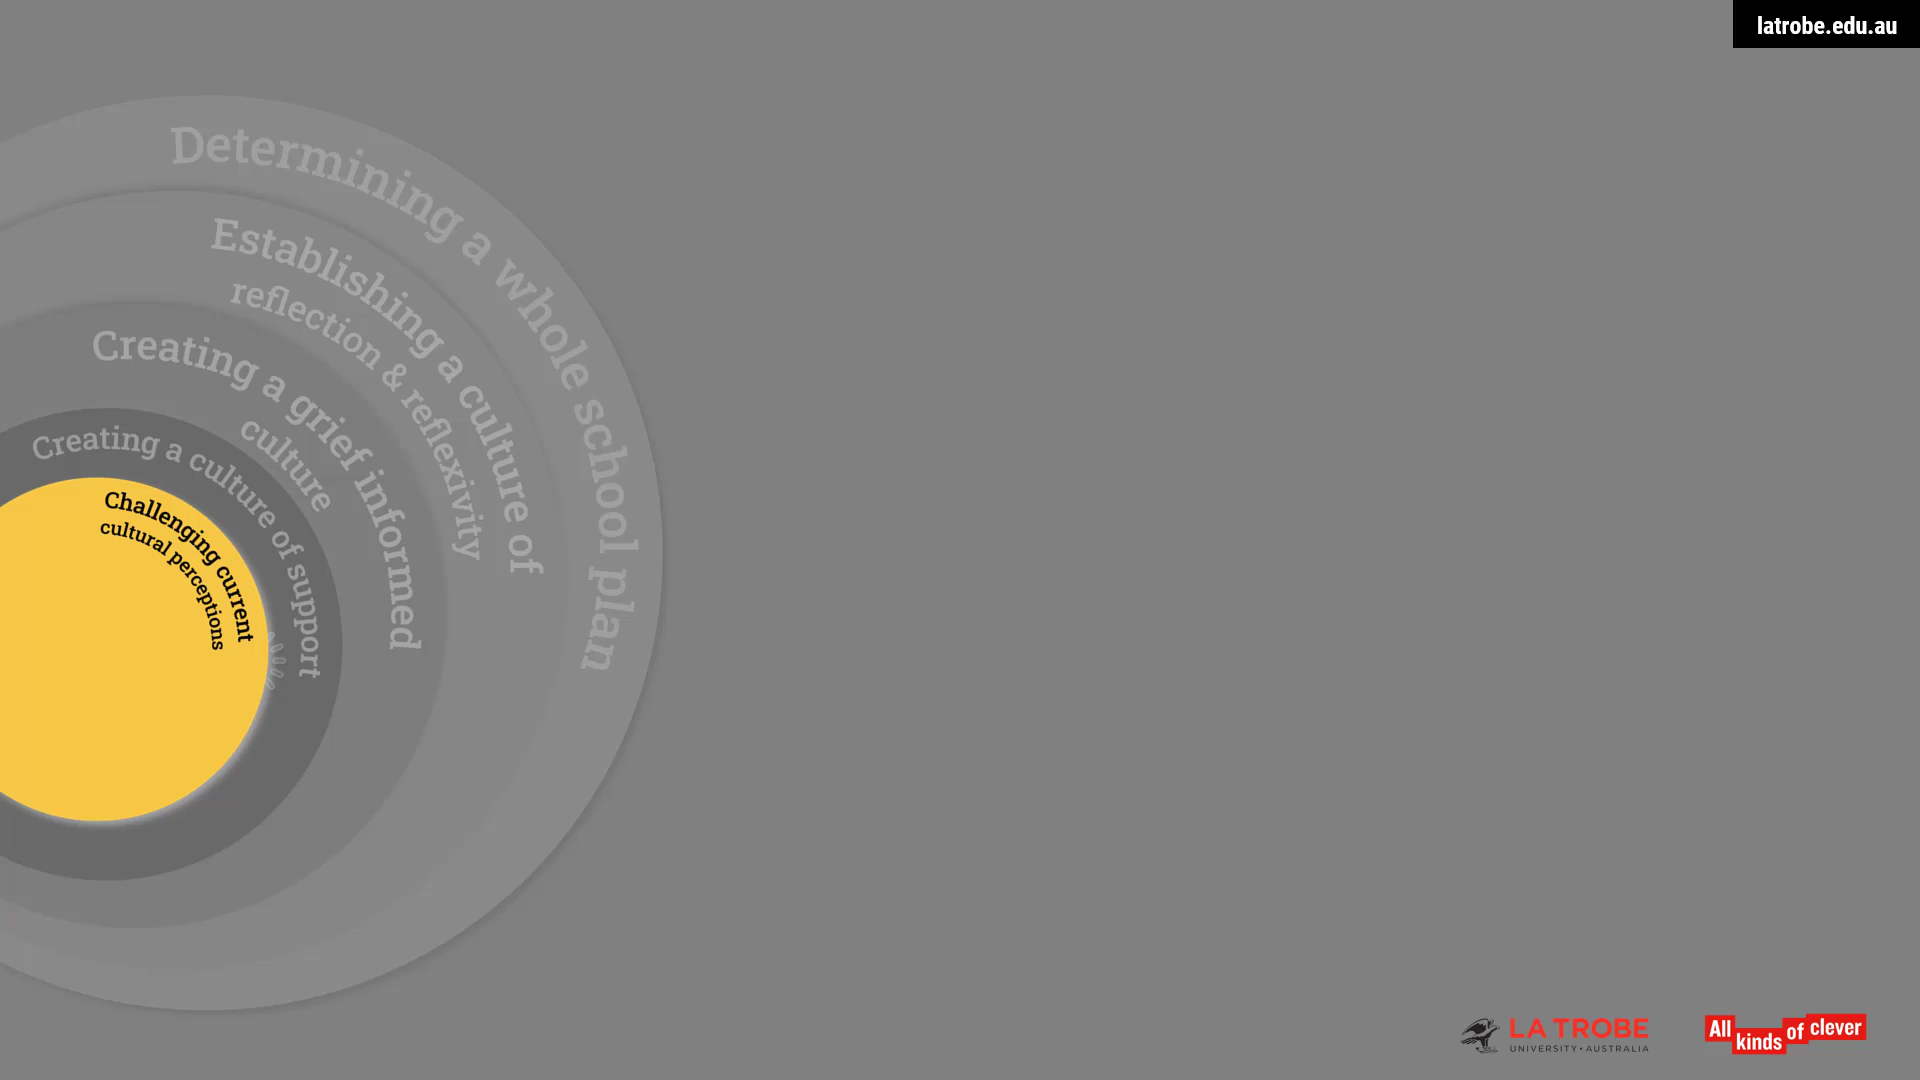 latrobe.edu.au
Determining a whole school plan
Establishing a culture of
reflection & reflexivity
Creating a grief informed
culture
Creating a culture of support
Challenging current
cultural perceptions
LA TROBE
UNIVERSITY • AUSTRALIA
All kinds of clever